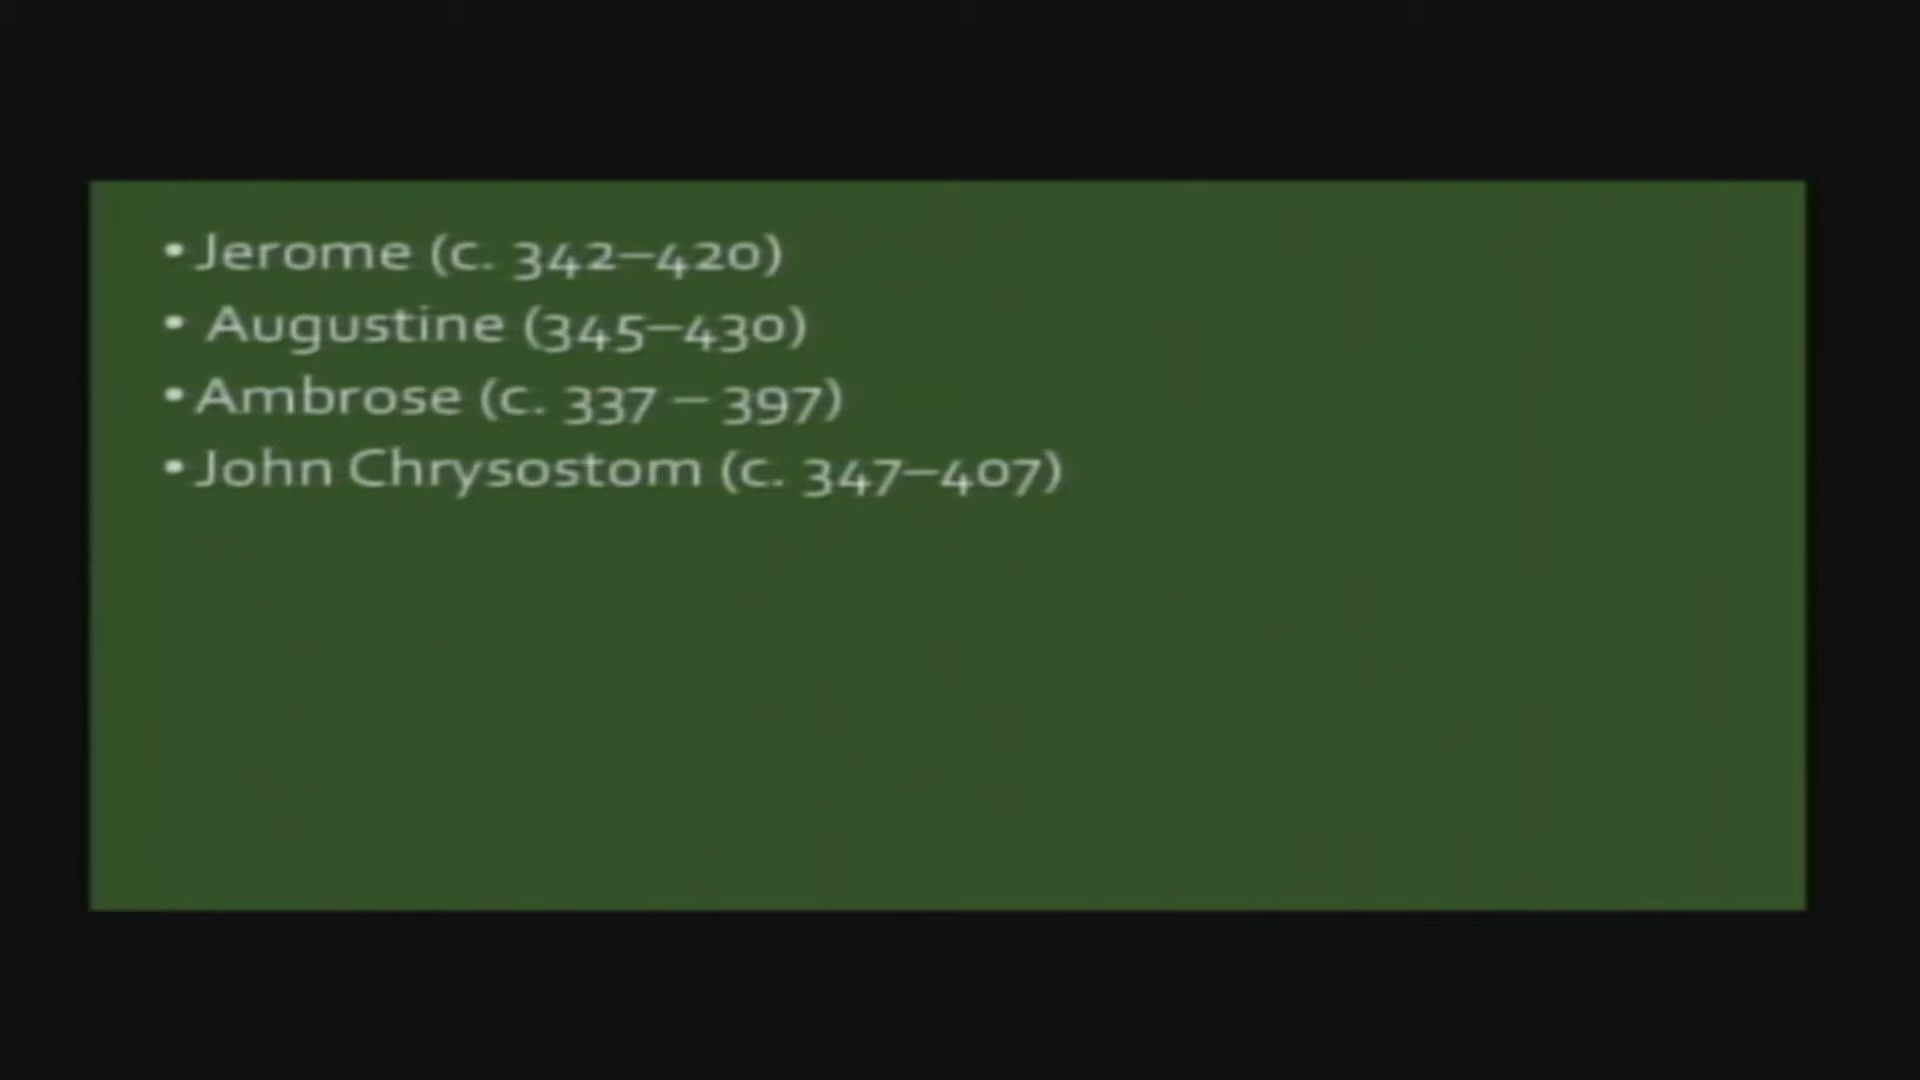 • Jerome (c. 342–420)
• Augustine (345–430)
• Ambrose (c. 337 – 397)
• John Chrysostom (c. 347–407)